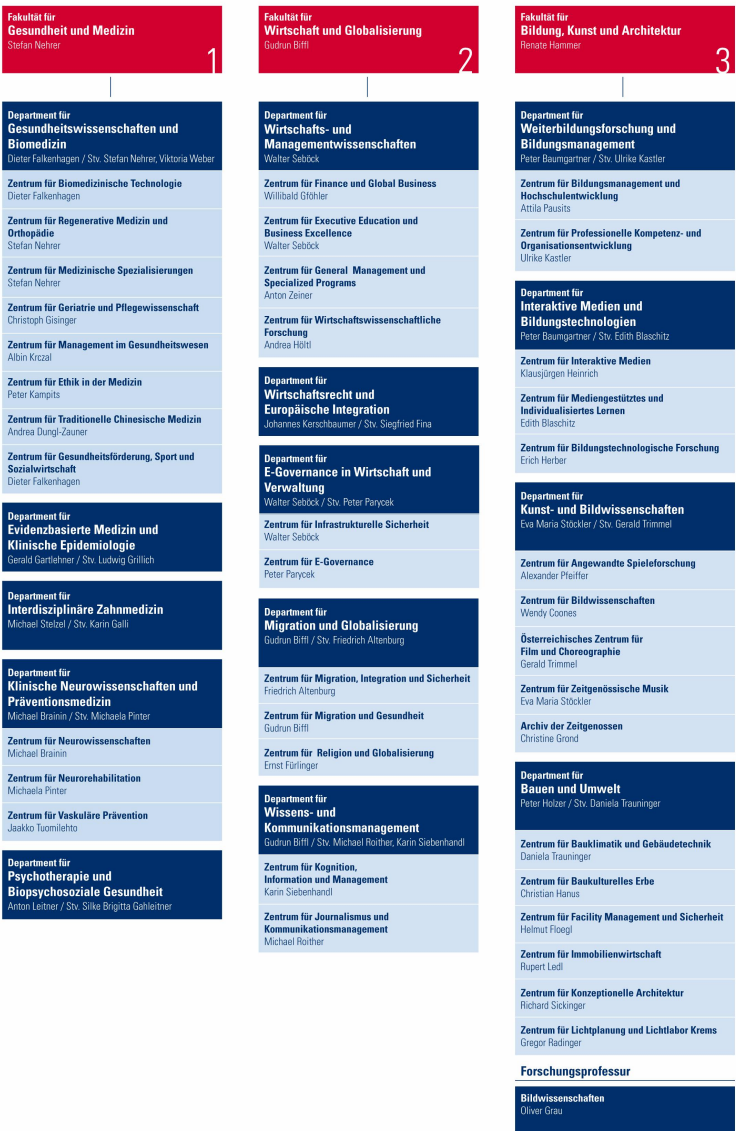 Fakultät für
Gesundheit und Medizin
Stefan Nehrer
1
Department für
Gesundheitswissenschaften und
Biomedizin
Dieter Falkenhagen / Stv. Stefan Nehrer, Viktoria Weber
Zentrum für Biomedizinische Technologie
Dieter Falkenhagen
Zentrum für Regenerative Medizin und
Orthopädie
Stefan Nehrer
Zentrum für Medizinische Spezialisierungen
Stefan Nehrer
Zentrum für Geriatrie und Pflegewissenschaft
Christoph Gisinger
Zentrum für Management im Gesundheitswesen
Albin Krczal
Zentrum für Ethik in der Medizin
Peter Kampits
Zentrum für Traditionelle Chinesische Medizin
Andrea Dungl-Zauner
Zentrum für Gesundheitsförderung, Sport und
Sozialwirtschaft
Dieter Falkenhagen
Department für
Evidenzbasierte Medizin und
Klinische Epidemiologie
Gerald Gartlehner / Stv. Ludwig Grillich
Department für
Interdisziplinäre Zahnmedizin
Michael Stelzel / Stv. Karin Galli
Department für
Klinische Neurowissenschaften und
Präventionsmedizin
Michael Brainin / Stv. Michaela Pinter
Zentrum für Neurowissenschaften
Michael Brainin
Zentrum für Neurorehabilitation
Michaela Pinter
Zentrum für Vaskuläre Prävention
Jaakko Tuomilehto
Department für
Psychotherapie und
Biopsychosoziale Gesundheit
Anton Leitner / Stv. Silke Brigitta Gahleitner
Fakultät für
Wirtschaft und Globalisierung
Gudrun Biffl
2
Department für
Wirtschafts- und
Managementwissenschaften
Walter Seböck
Zentrum für Finance und Global Business
Willibald Gföhler
Zentrum für Executive Education und
Business Excellence
Walter Seböck
Zentrum für General Management und
Specialized Programs
Anton Zeiner
Zentrum für Wirtschaftswissenschaftliche
Forschung
Andrea Höltl
Department für
Wirtschaftsrecht und
Europäische Integration
Johannes Kerschbaumer / Stv. Siegfried Fina
Department für
E-Governance in Wirtschaft und
Verwaltung
Walter Seböck / Stv. Peter Parycek
Zentrum für Infrastrukturelle Sicherheit
Walter Seböck
Zentrum für E-Governance
Peter Parycek
Department für
Migration und Globalisierung
Gudrun Biffl / Stv. Friedrich Altenburg
Zentrum für Migration, Integration und Sicherheit
Friedrich Altenburg
Zentrum für Migration und Gesundheit
Gudrun Biffl
Zentrum für Religion und Globalisierung
Ernst Fürlinger
Department für
Wissens- und
Kommunikationsmanagement
Gudrun Biffl / Stv. Michael Roither, Karin Siebenhandl
Zentrum für Kognition,
Information und Management
Karin Siebenhandl
Zentrum für Journalismus und
Kommunikationsmanagement
Michael Roither
Fakultät für
Bildung, Kunst und Architektur
Renate Hammer
3
Department für
Weiterbildungsforschung und
Bildungsmanagement
Peter Baumgartner / Stv. Ulrike Kastler
Zentrum für Bildungsmanagement und
Hochschulentwicklung
Attila Pausits
Zentrum für Professionelle Kompetenz- und
Organisationsentwicklung
Ulrike Kastler
Department für
Interaktive Medien und
Bildungstechnologien
Peter Baumgartner / Stv. Edith Blaschitz
Zentrum für Interaktive Medien
Klausjürgen Heinrich
Zentrum für Mediengestütztes und
Individualisiertes Lernen
Edith Blaschitz
Zentrum für Bildungstechnologische Forschung
Erich Herber
Department für
Kunst- und Bildwissenschaften
Eva Maria Stöckler / Stv. Gerald Trimmel
Zentrum für Angewandte Spieleforschung
Alexander Pfeiffer
Zentrum für Bildwissenschaften
Wendy Coones
Österreichisches Zentrum für
Film und Choreographie
Gerald Trimmel
Zentrum für Zeitgenössische Musik
Eva Maria Stöckler
Archiv der Zeitgenossen
Christine Grond
Department für
Bauen und Umwelt
Peter Holzer / Stv. Daniela Trauninger
Zentrum für Bauklimatik und Gebäudetechnik
Daniela Trauninger
Zentrum für Baukulturelles Erbe
Christian Hanus
Zentrum für Facility Management und Sicherheit
Helmut Floegl
Zentrum für Immobilienwirtschaft
Rupert Ledl
Zentrum für Konzeptionelle Architektur
Richard Sickinger
Zentrum für Lichtplanung und Lichtlabor Krems
Gregor Radinger
Forschungsprofessur
Bildwissenschaften
Oliver Grau